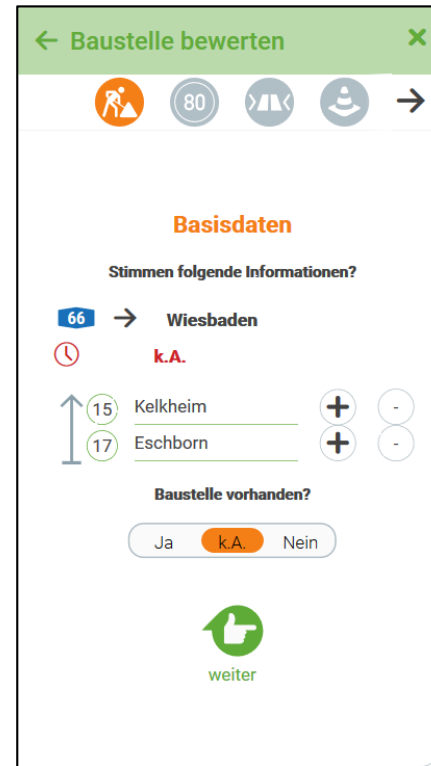 ← Baustelle bewerten ×
80
Basisdaten
Stimmen folgende Informationen?
66 → Wiesbaden
k.A.
15 Kelkheim + -
17 Eschborn + -
Baustelle vorhanden?
Ja k.A. Nein
weiter